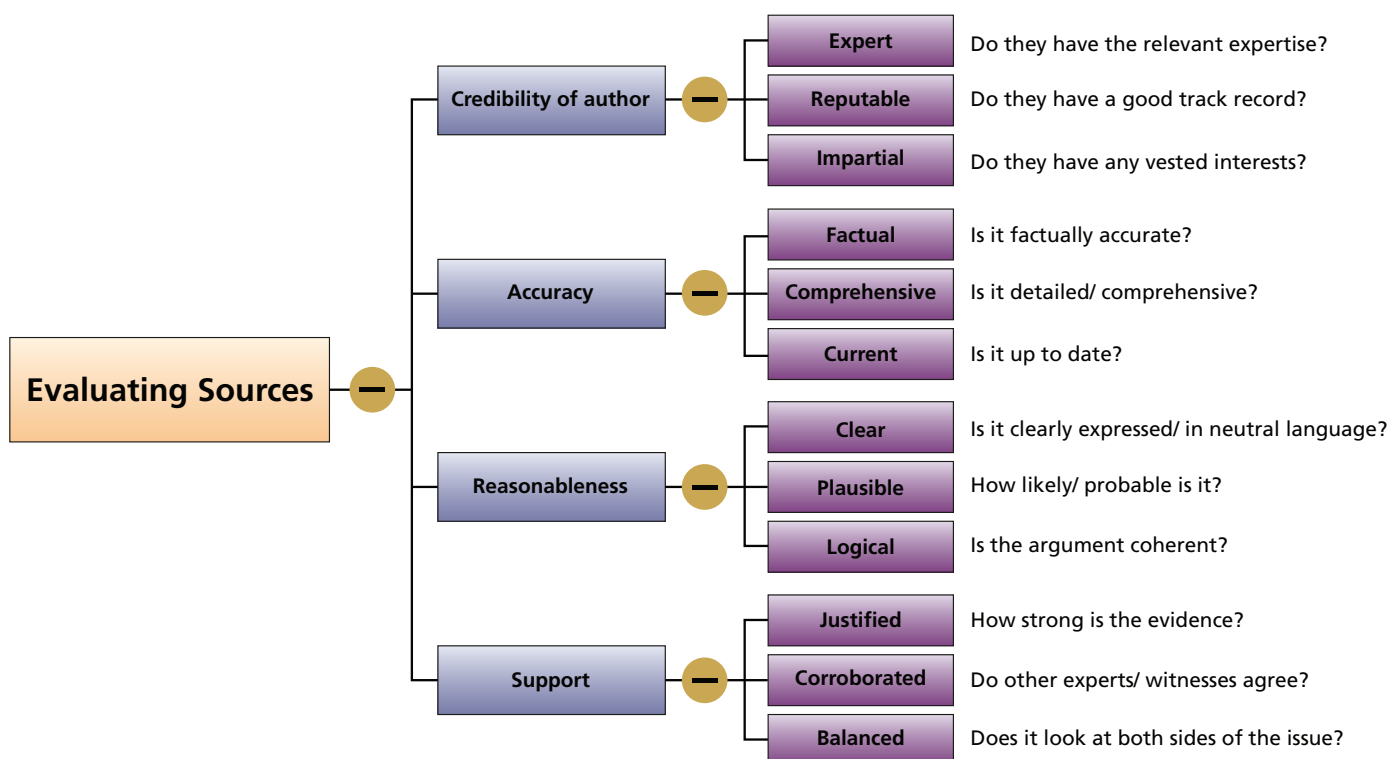 Evaluating Sources
Credibility of author
Expert
Do they have the relevant expertise?
Reputable
Do they have a good track record?
Impartial
Do they have any vested interests?
Accuracy
Factual
Is it factually accurate?
Comprehensive
Is it detailed/ comprehensive?
Current
Is it up to date?
Reasonableness
Clear
Is it clearly expressed/ in neutral language?
Plausible
How likely/ probable is it?
Logical
Is the argument coherent?
Support
Justified
How strong is the evidence?
Corroborated
Do other experts/ witnesses agree?
Balanced
Does it look at both sides of the issue?